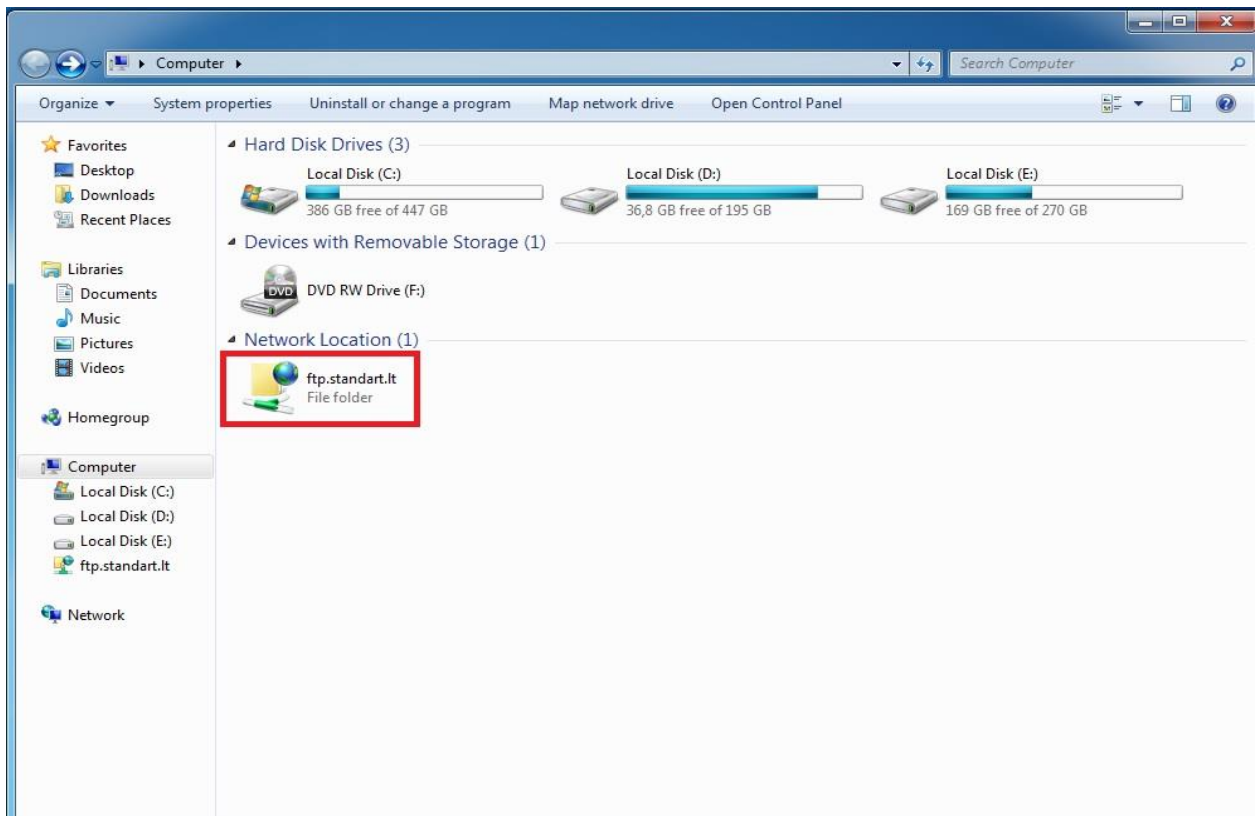 Computer
Search Computer
Organize
System properties
Uninstall or change a program
Map network drive
Open Control Panel
Favorites
Desktop
Downloads
Recent Places
Libraries
Documents
Music
Pictures
Videos
Homegroup
Computer
Local Disk (C:)
Local Disk (D:)
Local Disk (E:)
ftp.standart.lt
Network
Hard Disk Drives (3)
Local Disk (C:)
386 GB free of 447 GB
Local Disk (D:)
36,8 GB free of 195 GB
Local Disk (E:)
169 GB free of 270 GB
Devices with Removable Storage (1)
DVD
DVD RW Drive (F:)
Network Location (1)
ftp.standart.lt
File folder